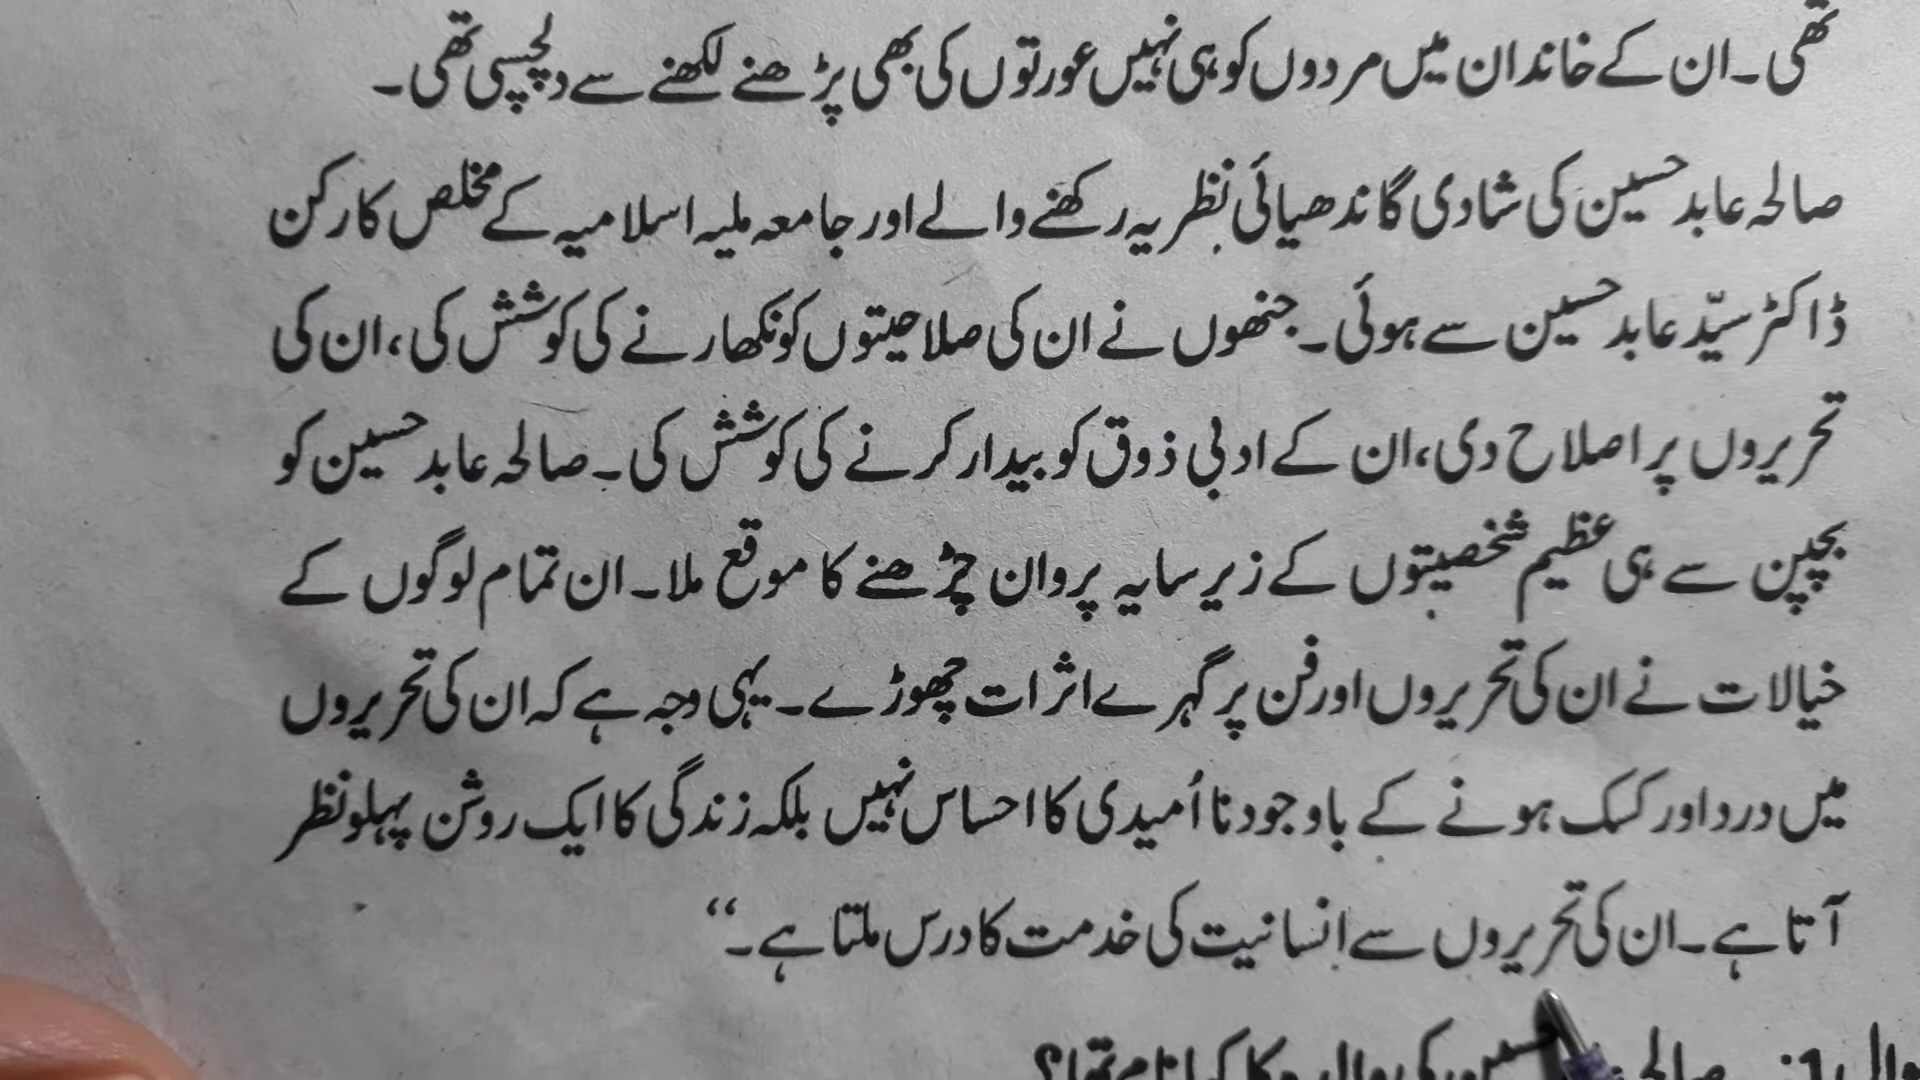 تھی۔ ان کے خاندان میں مردوں کو ہی نہیں عورتوں کی بھی پڑھنے لکھنے سے دلچسپی تھی۔
صالحہ عابد حسین کی شادی گاندھیائی نظریہ رکھنے والے اور جامعہ ملیہ اسلامیہ کے مخلص کارکن
ڈاکٹر سیّد عابد حسین سے ہوئی۔ جنھوں نے ان کی صلاحیتوں کو نکھارنے کی کوشش کی، ان کی
تحریروں پر اصلاح دی، ان کے ادبی ذوق کو بیدار کرنے کی کوشش کی۔ صالحہ عابد حسین کو
بچپن سے ہی عظیم شخصیتوں کے زیر سایہ پروان چڑھنے کا موقع ملا۔ ان تمام لوگوں کے
خیالات نے ان کی تحریروں اور فن پر گہرے اثرات چھوڑے۔ یہی وجہ ہے کہ ان کی تحریروں
میں درد اور کسک ہونے کے باوجود نا اُمیدی کا احساس نہیں بلکہ زندگی کا ایک روشن پہلو نظر
آتا ہے۔ ان کی تحریروں سے انسانیت کی خدمت کا درس ملتا ہے۔‘‘
حسین کی والدہ کا کیا نام تھا؟